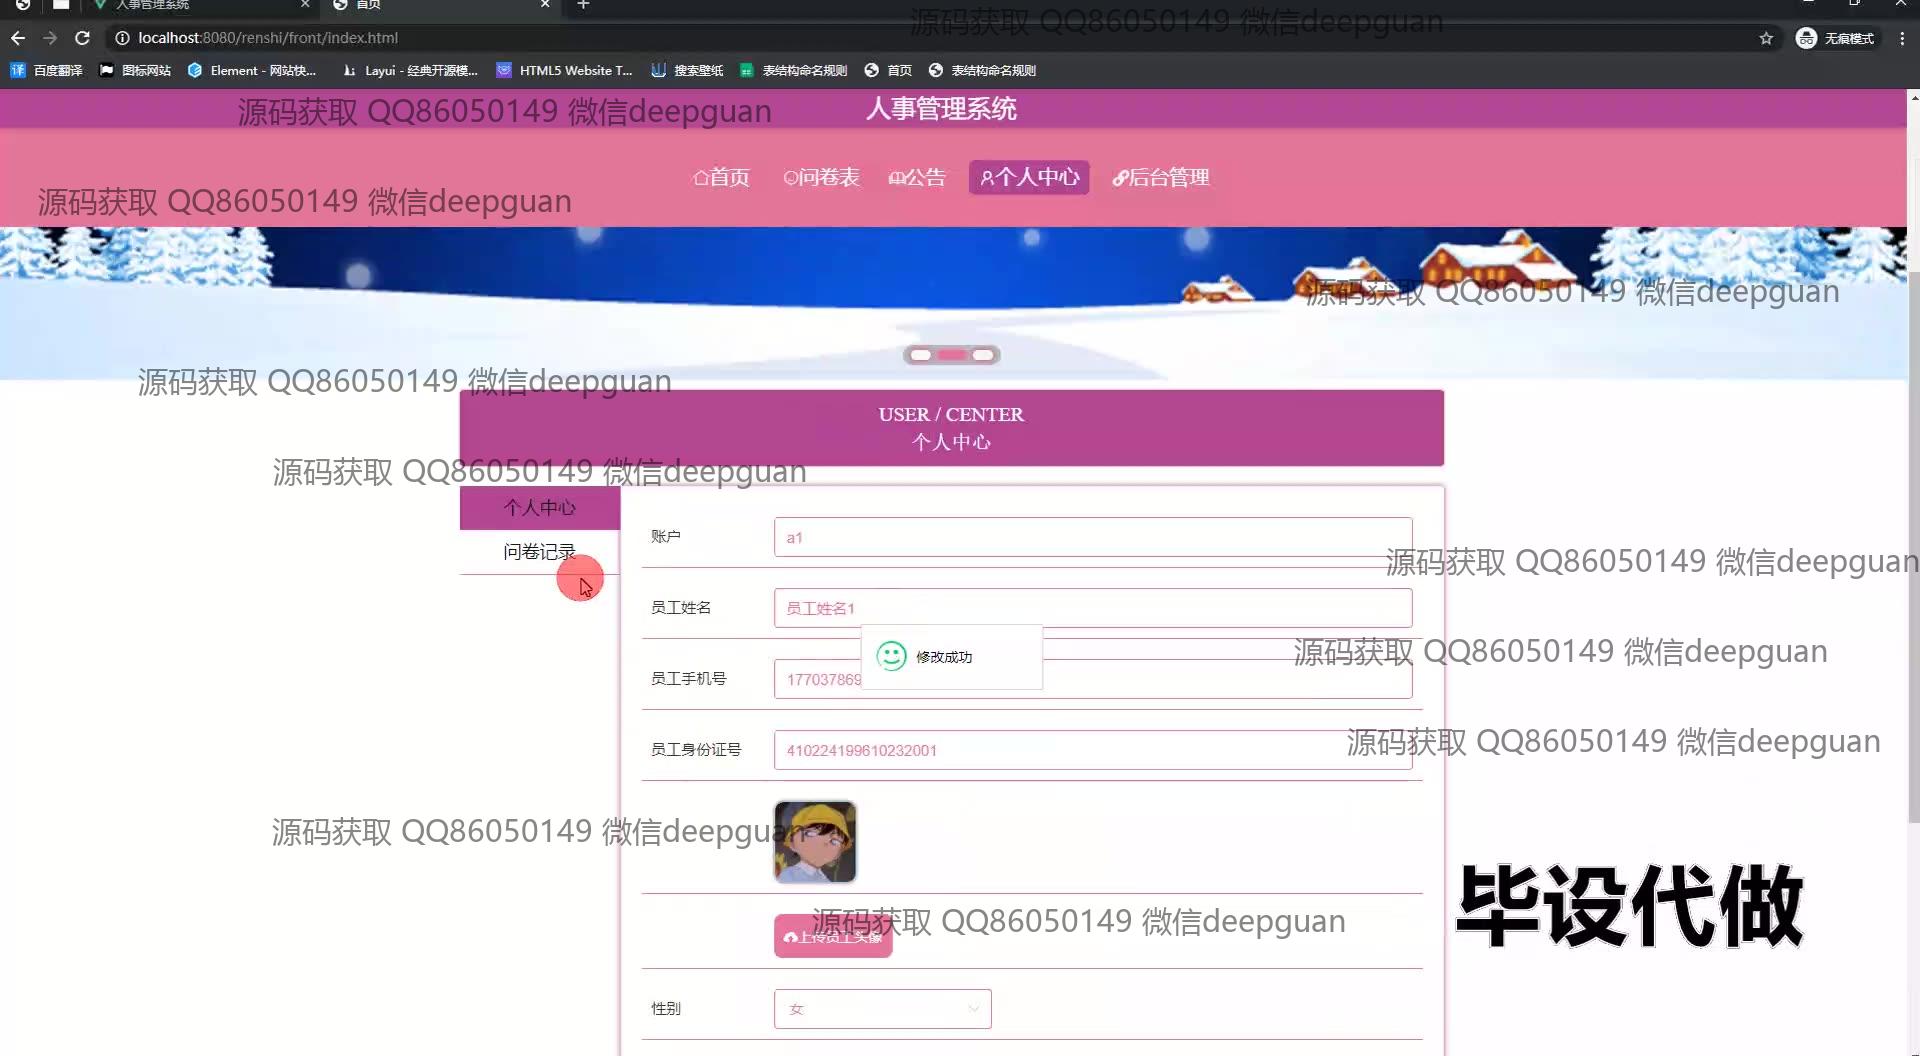 人事管理系统
首页
localhost:8080/renshi/front/index.html
无痕模式
百度翻译
图标网站
Element - 网站快...
Layui - 经典开源模...
HTML5 Website T...
搜索壁纸
表结构命名规则
首页
表结构命名规则
源码获取 QQ86050149 微信deepguan
源码获取 QQ86050149 微信deepguan
人事管理系统
首页
问卷表
公告
个人中心
后台管理
源码获取 QQ86050149 微信deepguan
源码获取 QQ86050149 微信deepguan
源码获取 QQ86050149 微信deepguan
USER / CENTER
个人中心
源码获取 QQ86050149 微信deepguan
个人中心
问卷记录
账户
a1
源码获取 QQ86050149 微信deepguan
员工姓名
员工姓名1
修改成功
源码获取 QQ86050149 微信deepguan
员工手机号
177037869
员工身份证号
410224199610232001
源码获取 QQ86050149 微信deepguan
源码获取 QQ86050149 微信deepguan
上传员工头像
源码获取 QQ86050149 微信deepguan
毕设代做
性别
女